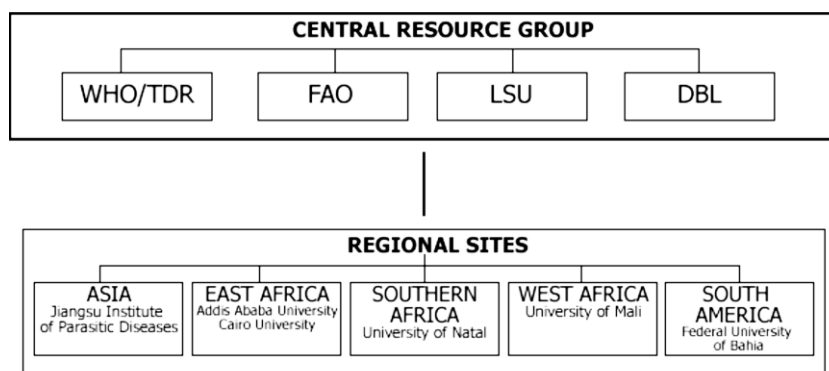 CENTRAL RESOURCE GROUP
WHO/TDR
FAO
LSU
DBL
REGIONAL SITES
ASIA
Jiangsu Institute
of Parasitic Diseases
EAST AFRICA
Addis Ababa University
Cairo University
SOUTHERN
AFRICA
University of Natal
WEST AFRICA
University of Mali
SOUTH
AMERICA
Federal University
of Bahia